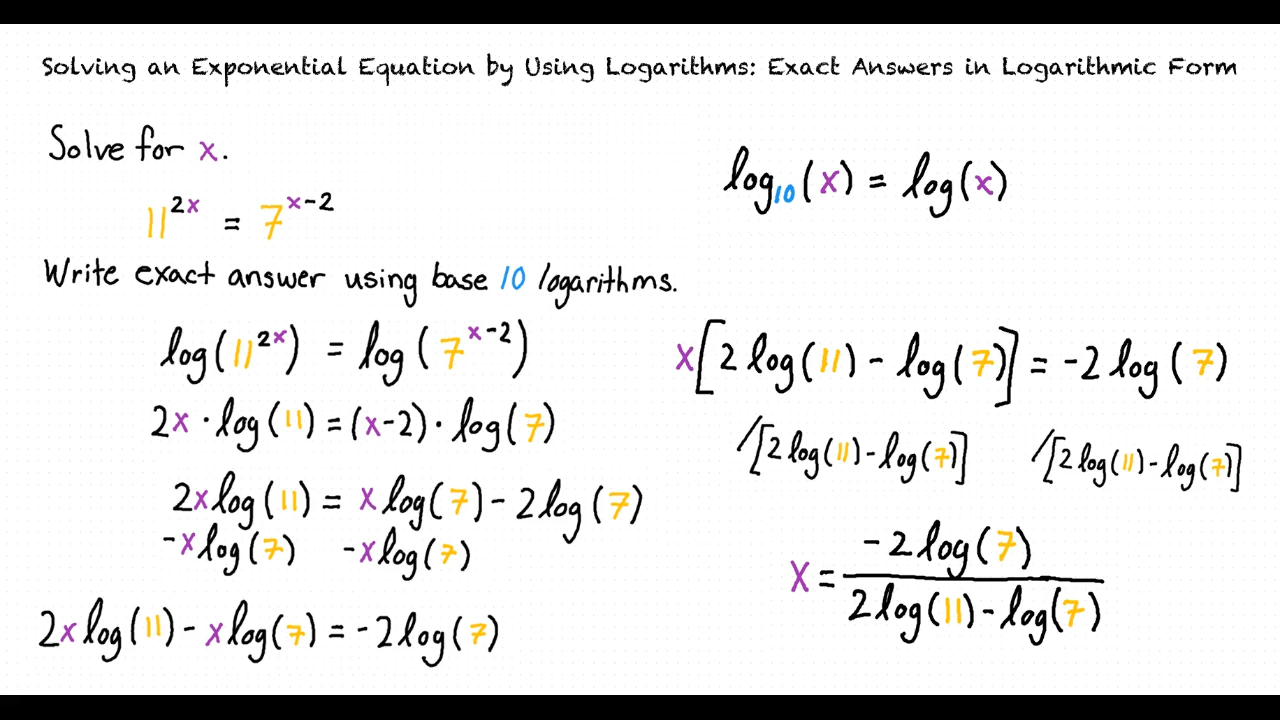 Solving an Exponential Equation by Using Logarithms: Exact Answers in Logarithmic Form
Solve for x.
11^(2x) = 7^(x-2)
Write exact answer using base 10 logarithms.
log(11^(2x)) = log(7^(x-2))
2x · log(11) = (x-2) · log(7)
2x log(11) = x log(7) - 2 log(7)
-x log(7) -x log(7)
2x log(11) - x log(7) = -2 log(7)
log₁₀(x) = log(x)
x[2 log(11) - log(7)] = -2 log(7)
/[2 log(11) - log(7)] /[2 log(11) - log(7)]
x = -2 log(7)
2 log(11) - log(7)